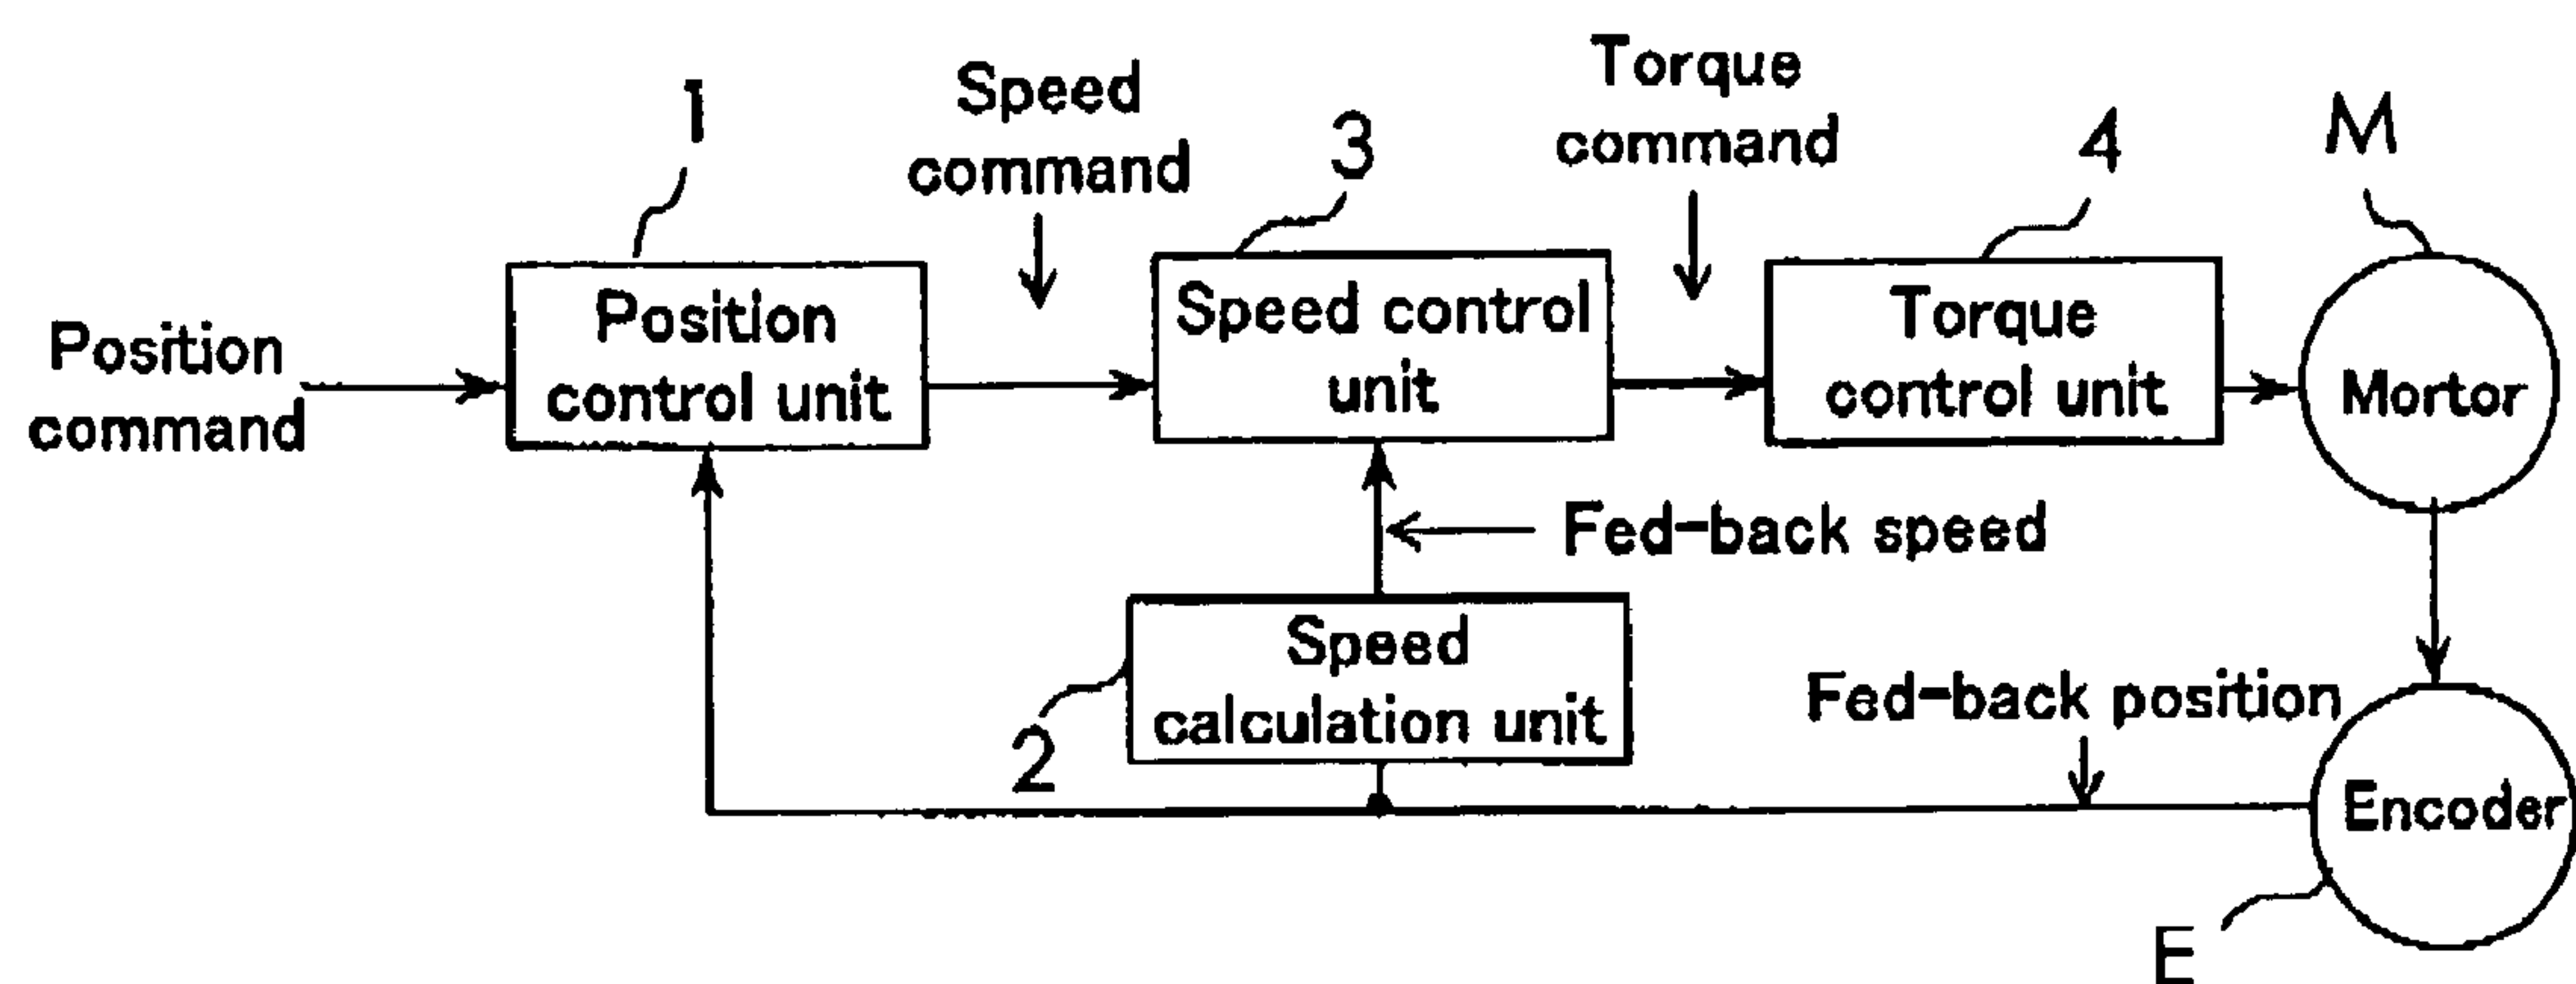 1
Speed
command
3
Torque
command
4
M
Position
command
Position
control unit
Speed control
unit
Torque
control unit
Mortor
Fed-back speed
Speed
calculation unit
2
Fed-back position
Encoder
E